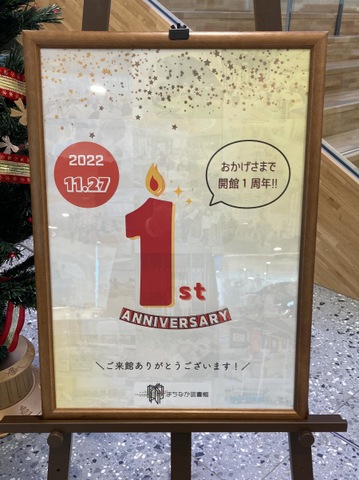 2022
11.27
おかげさまで
開館1周年!!
1st
ANNIVERSARY
＼ご来館ありがとうございます！／
まちなか図書館